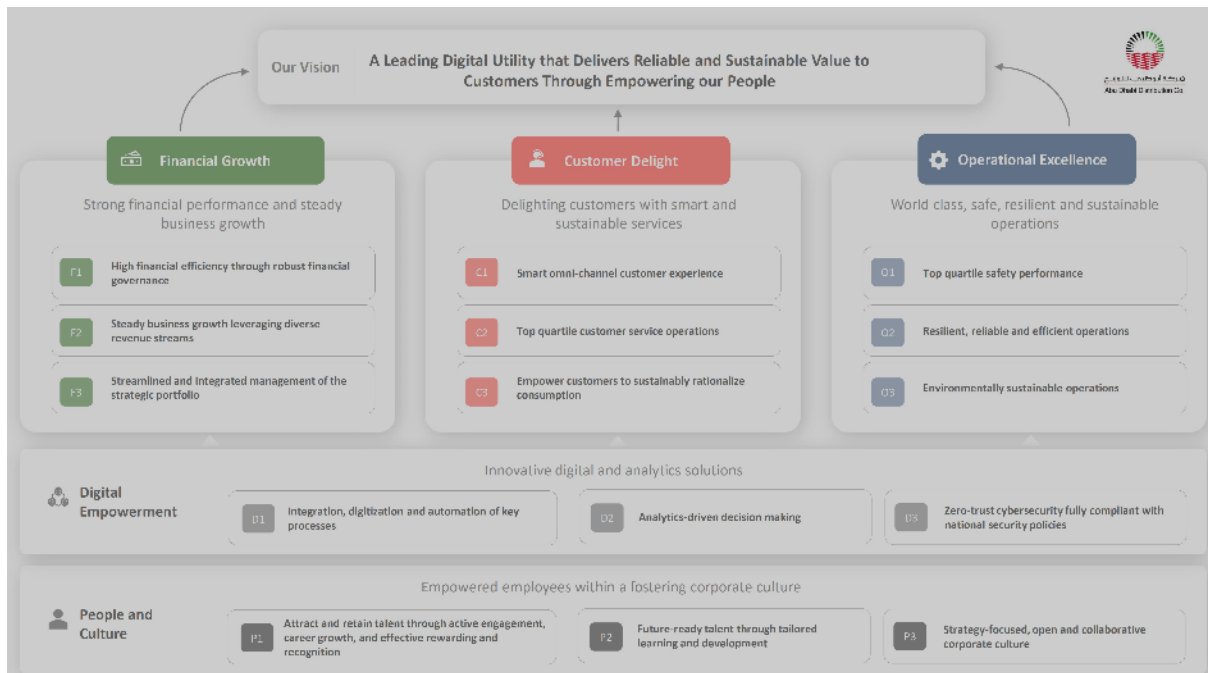 Our Vision
A Leading Digital Utility that Delivers Reliable and Sustainable Value to
Customers Through Empowering our People
Abu Dhabi Distribution Co.
Financial Growth
Strong financial performance and steady
business growth
F1
High financial efficiency through robust financial
governance
F2
Steady business growth leveraging diverse
revenue streams
F3
Streamlined and Integrated management of the
strategic portfolio
Customer Delight
Delighting customers with smart and
sustainable services
C1
Smart omni-channel customer experience
C2
Top quartile customer service operations
C3
Empower customers to sustainably rationalize
consumption
Operational Excellence
World class, safe, resilient and sustainable
operations
O1
Top quartile safety performance
O2
Resilient, reliable and efficient operations
O3
Environmentally sustainable operations
Digital
Empowerment
Innovative digital and analytics solutions
D1
Integration, digitization and automation of key
processes
D2
Analytics-driven decision making
D3
Zero-trust cybersecurity fully compliant with
national security policies
People and
Culture
Empowered employees within a fostering corporate culture
P1
Attract and retain talent through active engagement,
career growth, and effective rewarding and
recognition
P2
Future-ready talent through tailored
learning and development
P3
Strategy-focused, open and collaborative
corporate culture